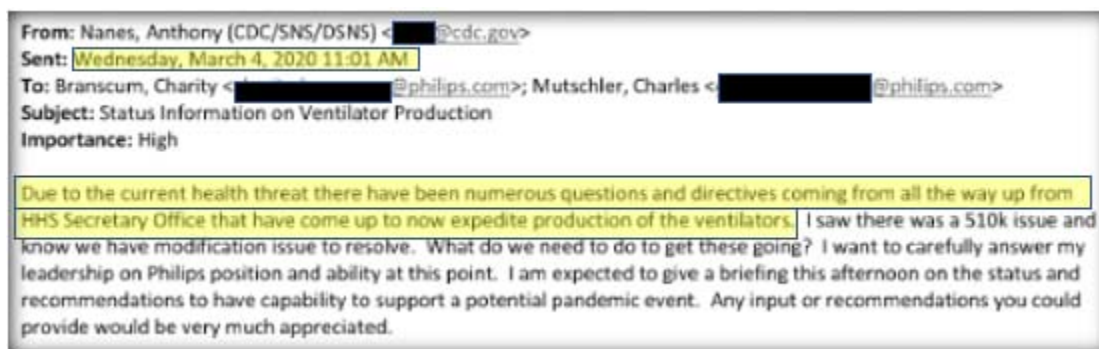 From: Nanes, Anthony (CDC/SNS/DSNS) < @cdc.gov>
Sent: Wednesday, March 4, 2020 11:01 AM
To: Branscum, Charity < @philips.com>; Mutschler, Charles < @philips.com>
Subject: Status Information on Ventilator Production
Importance: High
Due to the current health threat there have been numerous questions and directives coming from all the way up from
HHS Secretary Office that have come up to now expedite production of the ventilators. I saw there was a 510k issue and
know we have modification issue to resolve. What do we need to do to get these going? I want to carefully answer my
leadership on Philips position and ability at this point. I am expected to give a briefing this afternoon on the status and
recommendations to have capability to support a potential pandemic event. Any input or recommendations you could
provide would be very much appreciated.